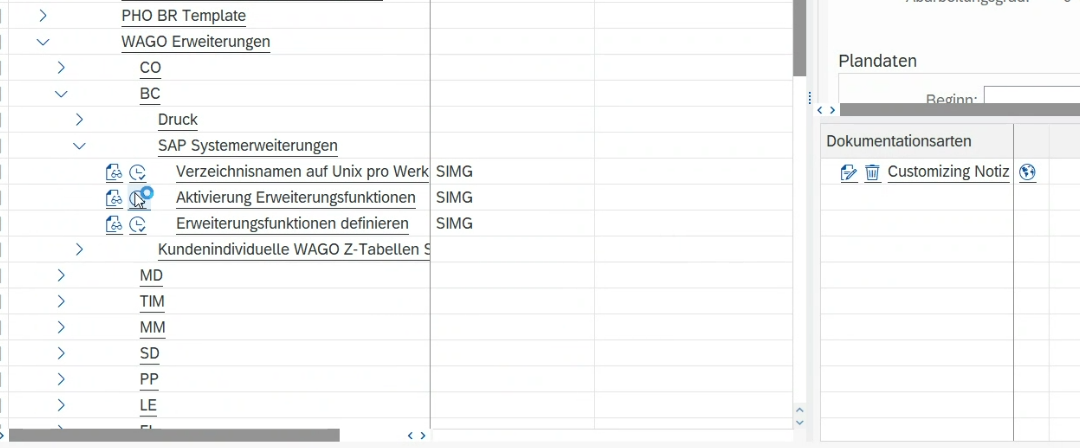 PHO BR Template
WAGO Erweiterungen
CO
BC
Druck
SAP Systemerweiterungen
Verzeichnisnamen auf Unix pro Werk SIMG
Aktivierung Erweiterungsfunktionen SIMG
Erweiterungsfunktionen definieren SIMG
Kundenindividuelle WAGO Z-Tabellen S
MD
TIM
MM
SD
PP
LE
Plandaten
Beginn:
Dokumentationsarten
Customizing Notiz